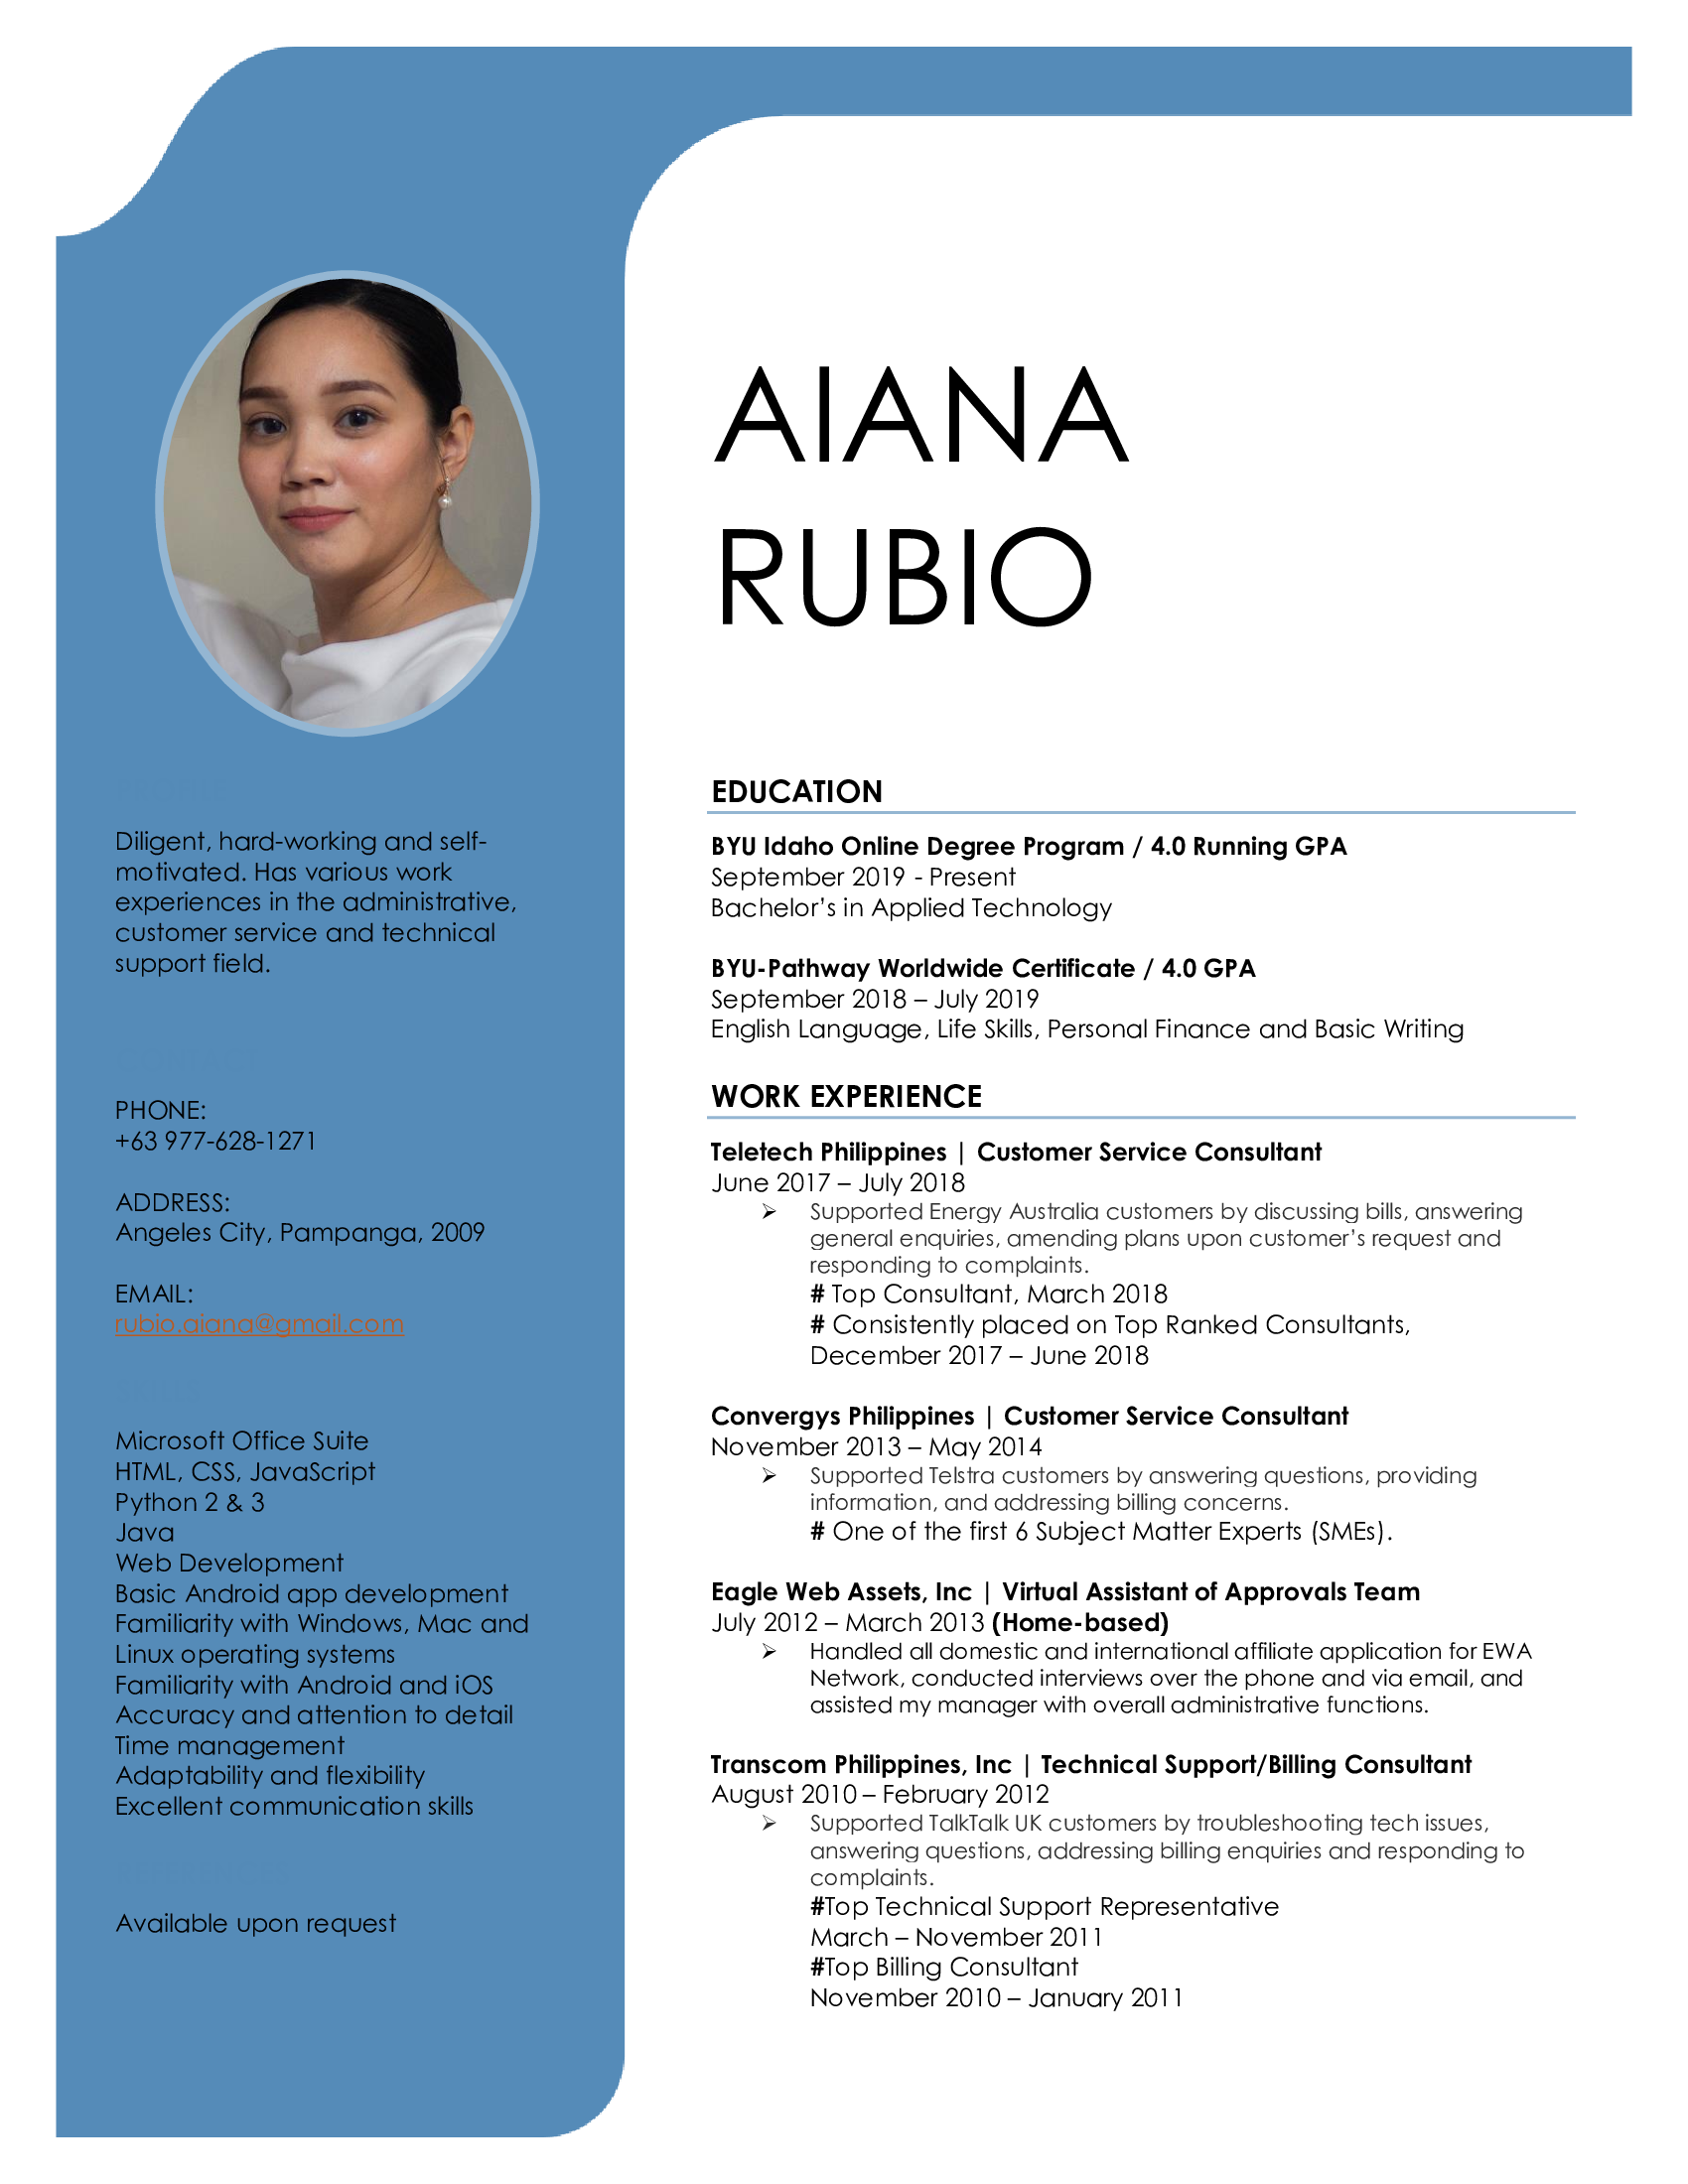 AIANA
RUBIO
Diligent, hard-working and self-
motivated. Has various work
experiences in the administrative,
customer service and technical
support field.
PHONE:
+63 977-628-1271
ADDRESS:
Angeles City, Pampanga, 2009
EMAIL:
rubio.aiana@gmail.com
Microsoft Office Suite
HTML, CSS, JavaScript
Python 2 & 3
Java
Web Development
Basic Android app development
Familiarity with Windows, Mac and
Linux operating systems
Familiarity with Android and iOS
Accuracy and attention to detail
Time management
Adaptability and flexibility
Excellent communication skills
Available upon request
EDUCATION
BYU Idaho Online Degree Program / 4.0 Running GPA
September 2019 - Present
Bachelor’s in Applied Technology
BYU-Pathway Worldwide Certificate / 4.0 GPA
September 2018 – July 2019
English Language, Life Skills, Personal Finance and Basic Writing
WORK EXPERIENCE
Teletech Philippines | Customer Service Consultant
June 2017 – July 2018
➢ Supported Energy Australia customers by discussing bills, answering
general enquiries, amending plans upon customer’s request and
responding to complaints.
# Top Consultant, March 2018
# Consistently placed on Top Ranked Consultants,
December 2017 – June 2018
Convergys Philippines | Customer Service Consultant
November 2013 – May 2014
➢ Supported Telstra customers by answering questions, providing
information, and addressing billing concerns.
# One of the first 6 Subject Matter Experts (SMEs).
Eagle Web Assets, Inc | Virtual Assistant of Approvals Team
July 2012 – March 2013 (Home-based)
➢ Handled all domestic and international affiliate application for EWA
Network, conducted interviews over the phone and via email, and
assisted my manager with overall administrative functions.
Transcom Philippines, Inc | Technical Support/Billing Consultant
August 2010 – February 2012
➢ Supported TalkTalk UK customers by troubleshooting tech issues,
answering questions, addressing billing enquiries and responding to
complaints.
#Top Technical Support Representative
March – November 2011
#Top Billing Consultant
November 2010 – January 2011